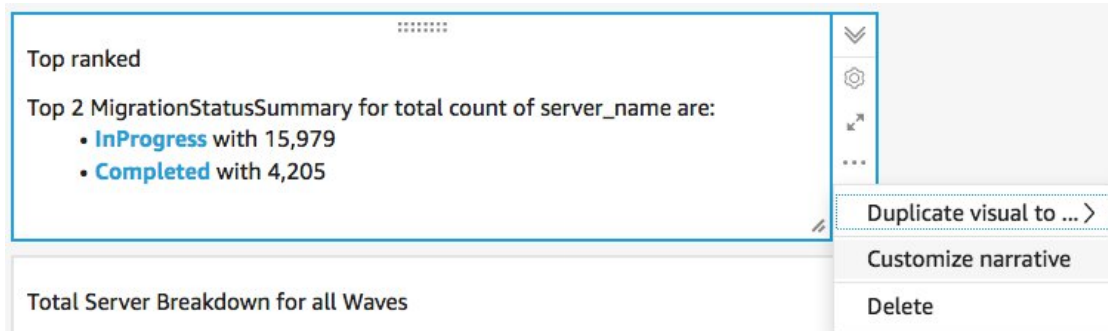 Top ranked
Top 2 MigrationStatusSummary for total count of server_name are:
• InProgress with 15,979
• Completed with 4,205
Duplicate visual to ... >
Customize narrative
Total Server Breakdown for all Waves
Delete